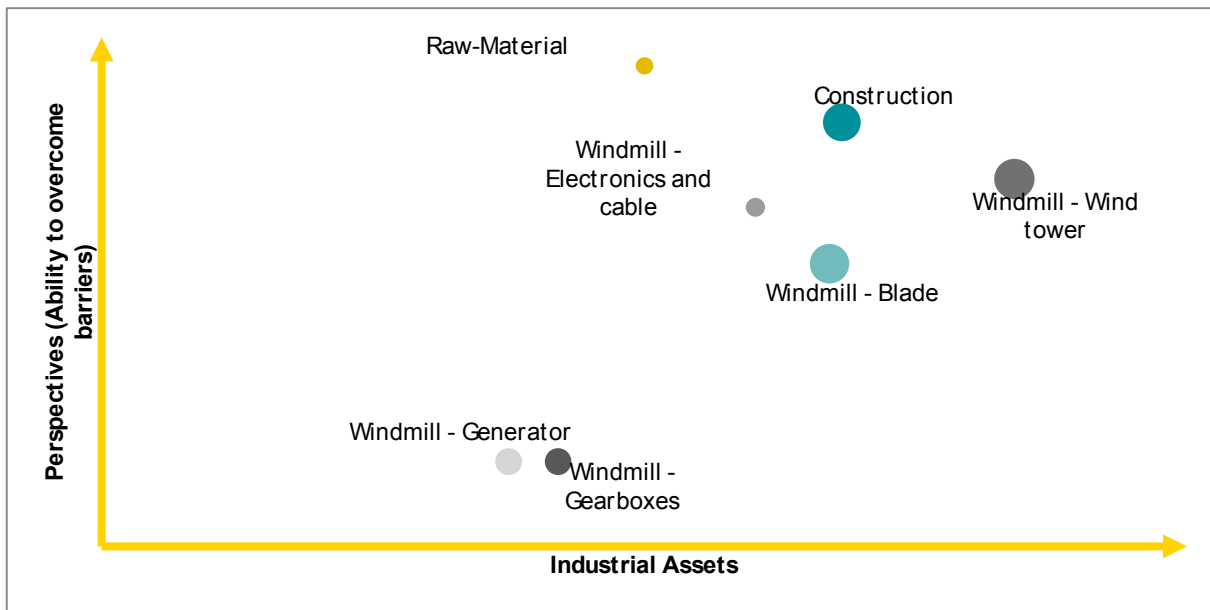 Raw-Material
Construction
Windmill -
Electronics and
cable
Windmill - Wind
tower
Windmill - Blade
Windmill - Generator
Windmill -
Gearboxes
Perspectives (Ability to overcome
barriers)
Industrial Assets